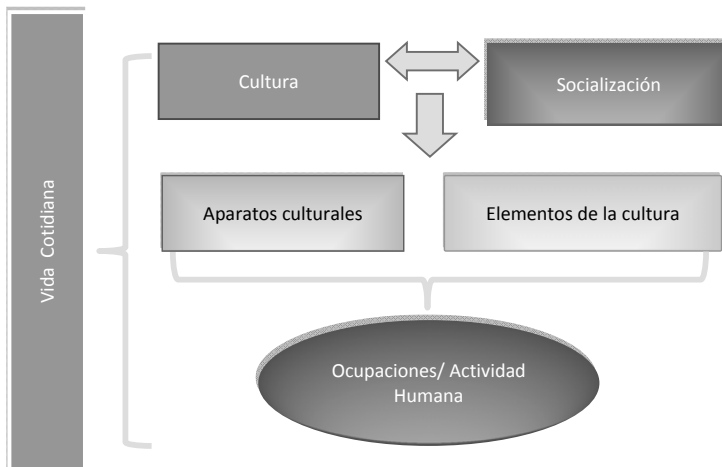 Vida Cotidiana
Cultura
Socialización
Aparatos culturales
Elementos de la cultura
Ocupaciones/ Actividad
Humana